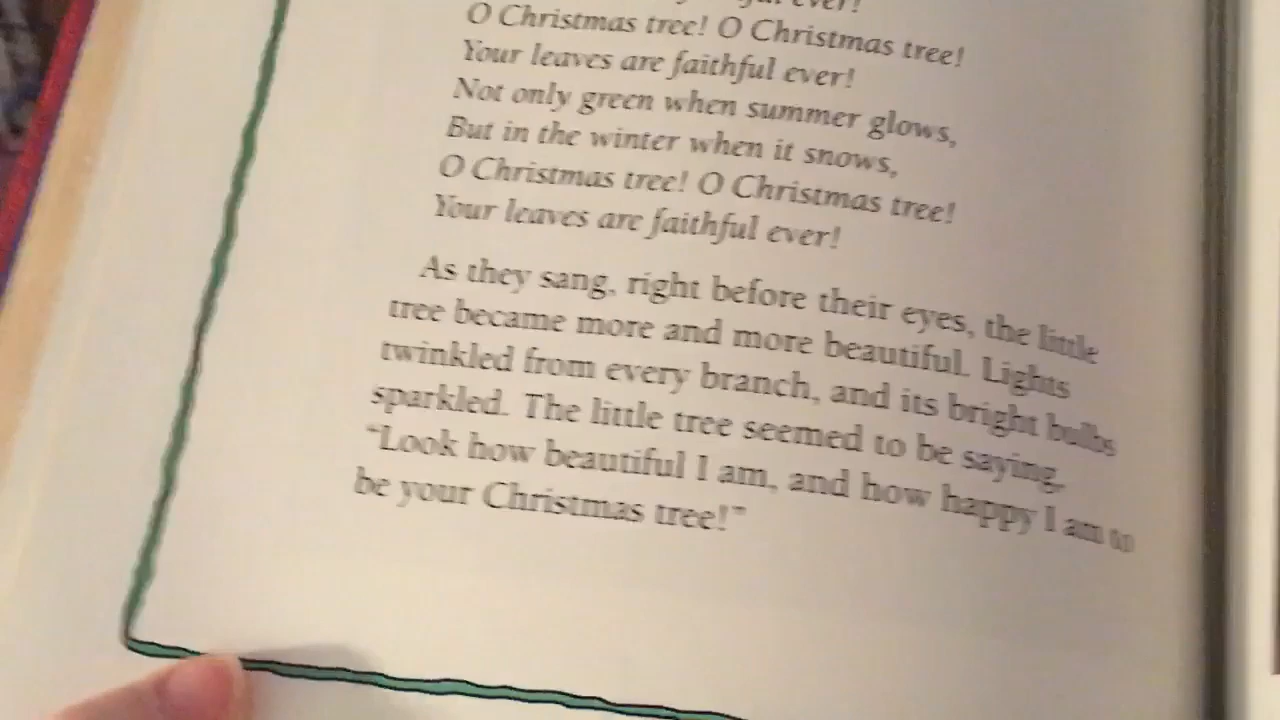 ever!
O Christmas tree! O Christmas tree!
Your leaves are faithful ever!
Not only green when summer glows,
But in the winter when it snows,
O Christmas tree! O Christmas tree!
Your leaves are faithful ever!
As they sang, right before their eyes, the little
tree became more and more beautiful. Lights
twinkled from every branch, and its bright bulbs
sparkled. The little tree seemed to be saying,
“Look how beautiful I am, and how happy I am to
be your Christmas tree!”